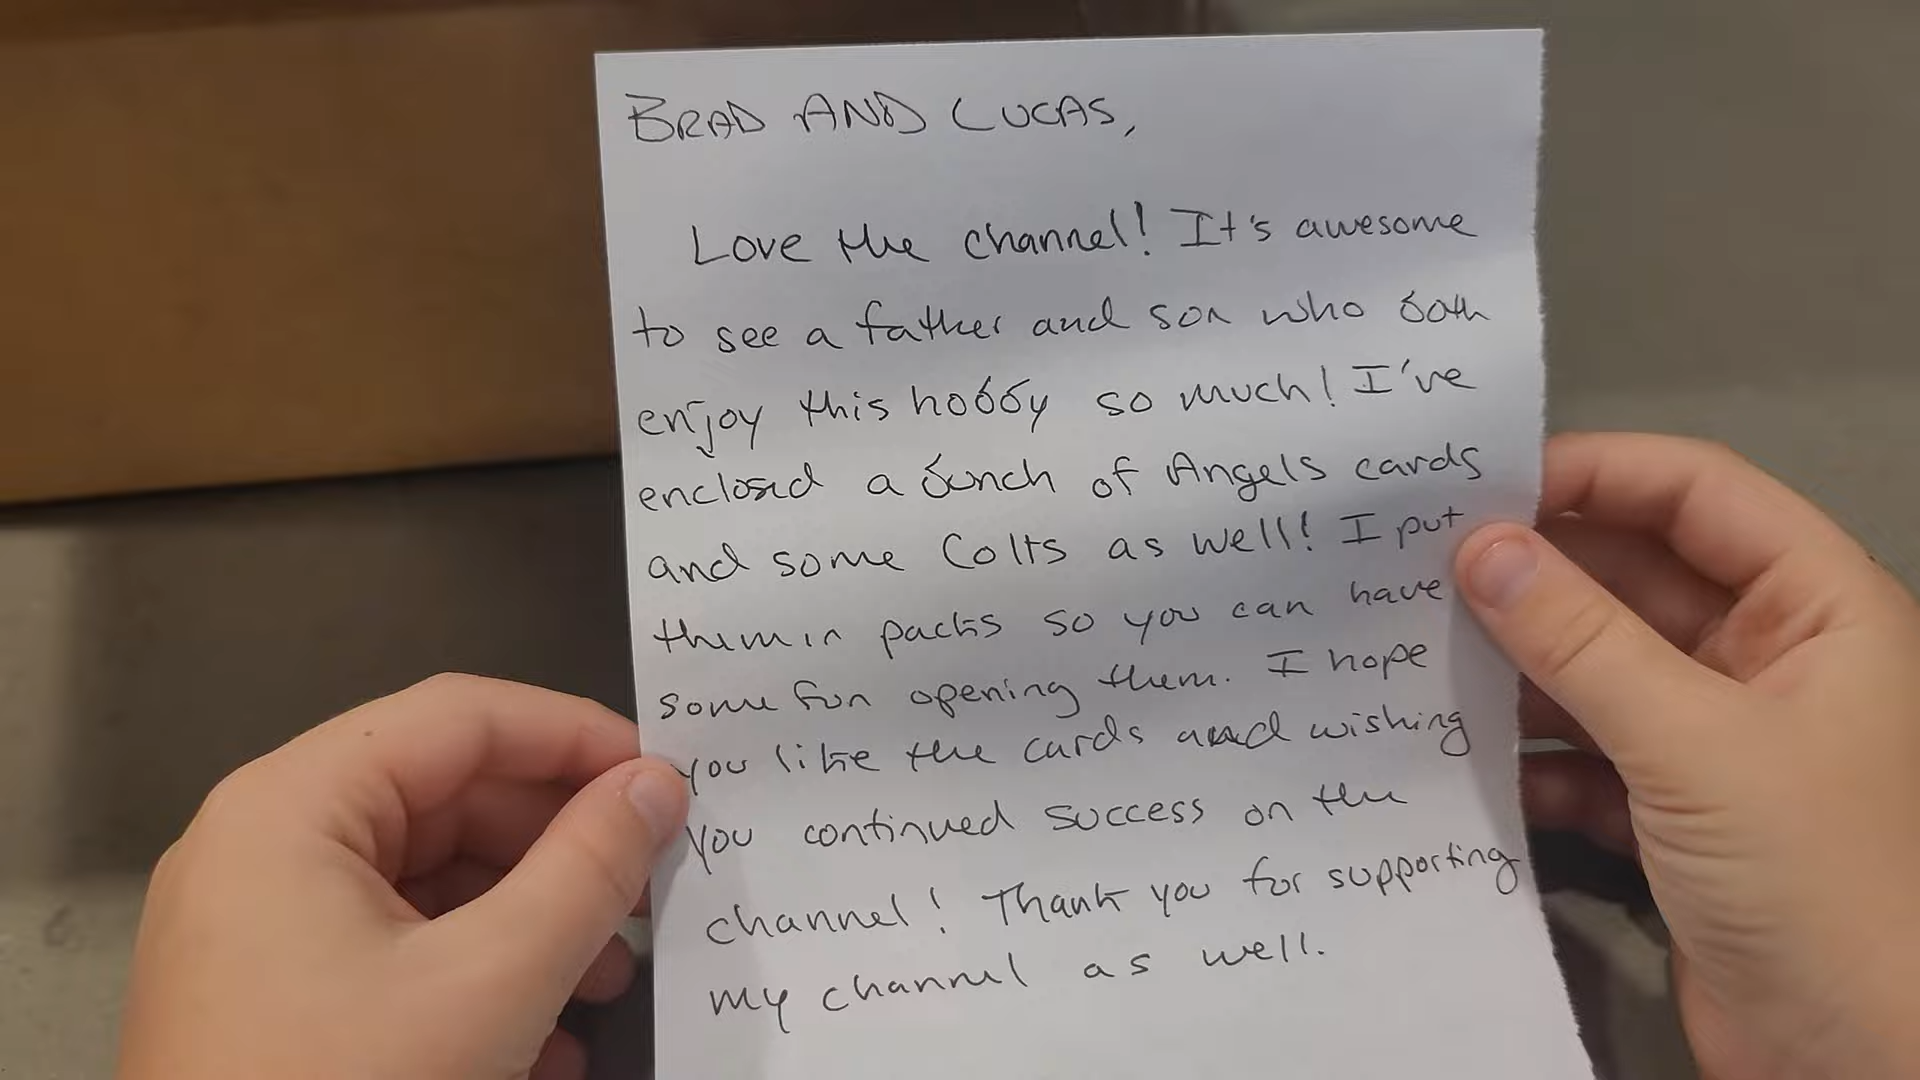 BRAD AND LUCAS,
Love the channel! It's awesome
to see a father and son who both
enjoy this hobby so much! I've
enclosed a bunch of Angels cards
and some Colts as well! I put
them in packs so you can have
some fun opening them. I hope
you like the cards and wishing
you continued success on the
channel! Thank you for supporting
my channel as well.